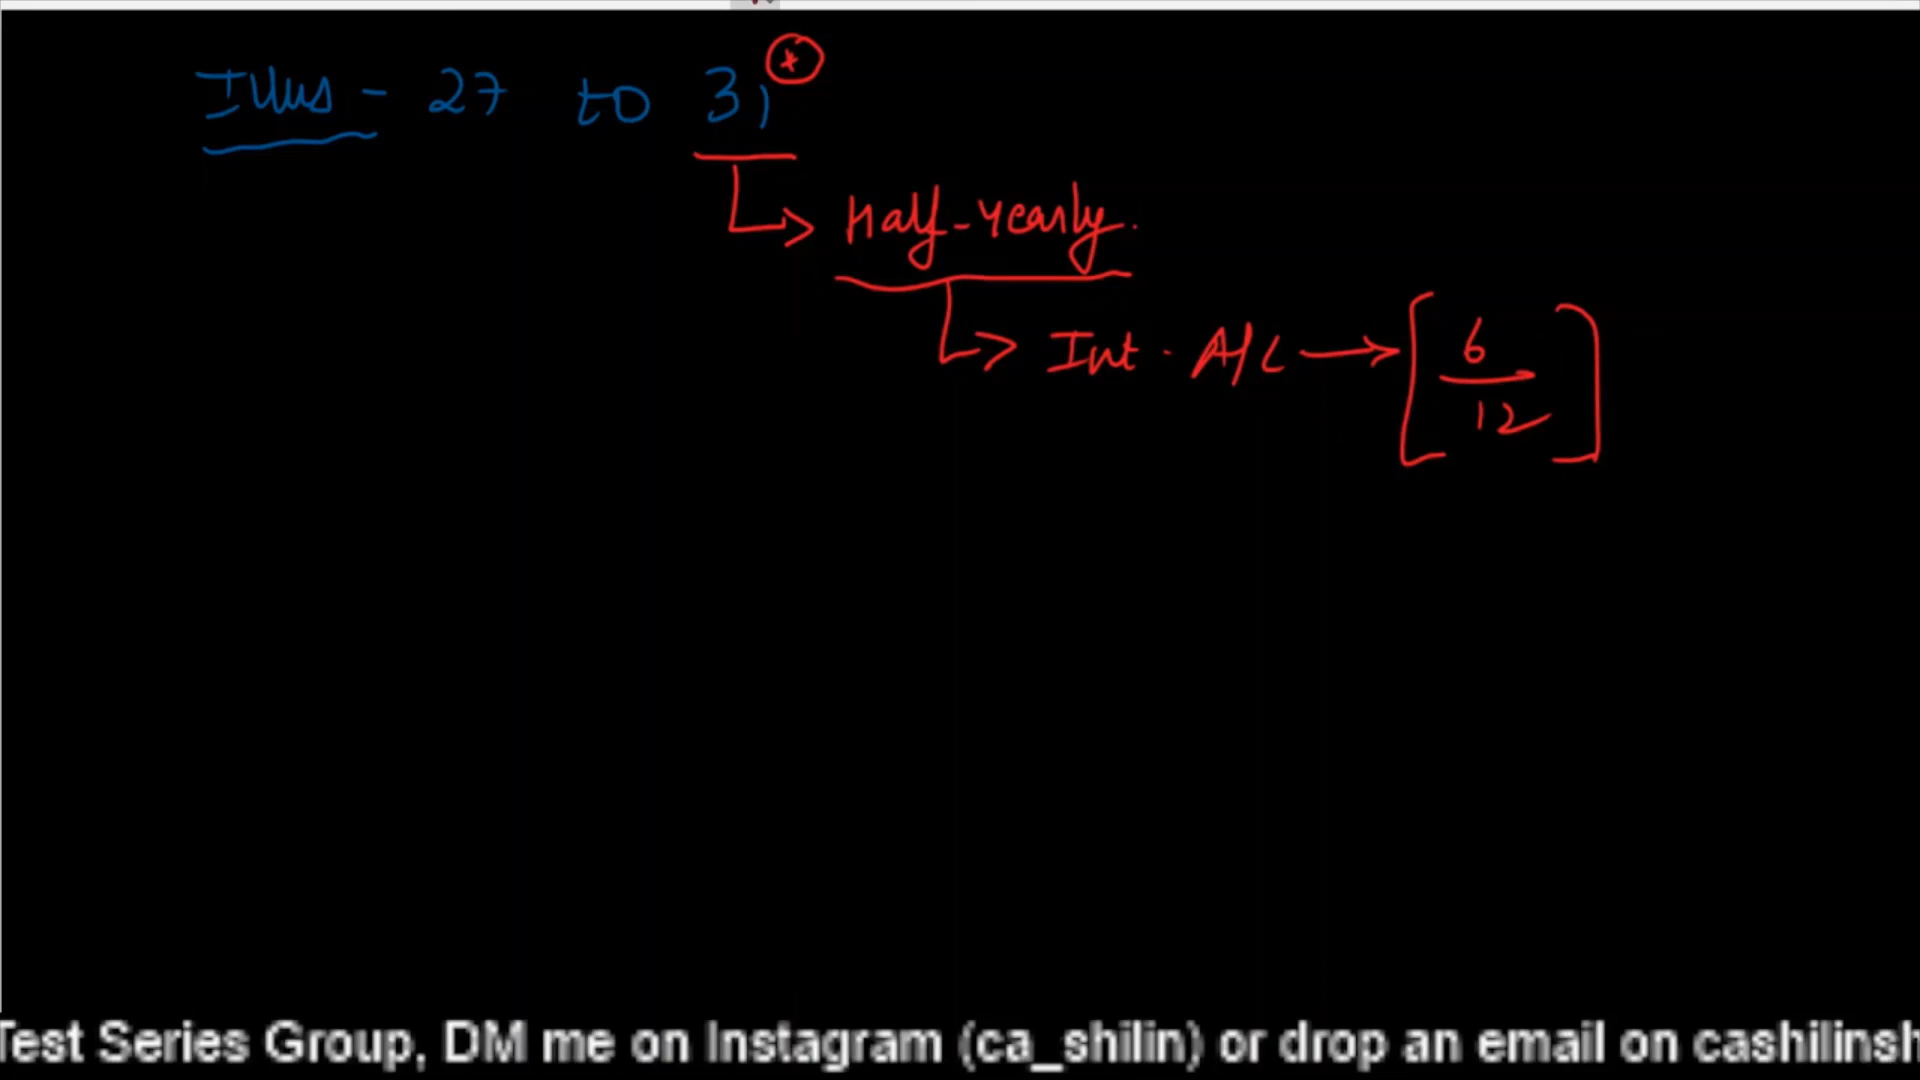 Illus - 27 to 31 *
Half-Yearly.
Int. A/C → [6/12]
Test Series Group, DM me on Instagram (ca_shilin) or drop an email on cashilinsh